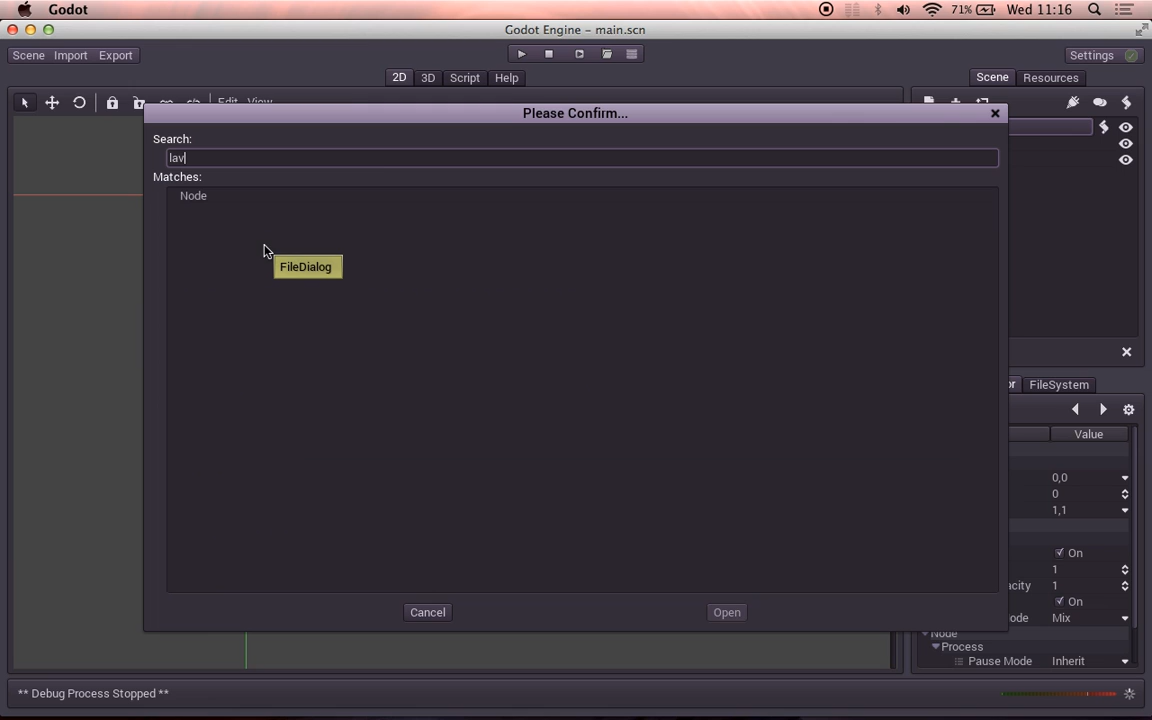 Godot
71%
Wed 11:16
Godot Engine – main.scn
Scene Import Export
Settings
2D 3D Script Help
Scene Resources
Edit View
Please Confirm...
Search:
lav
Matches:
Node
FileDialog
FileSystem
Value
0,0
0
1,1
On
1
1
On
Mix
Node
Process
Pause Mode Inherit
Cancel Open
** Debug Process Stopped **